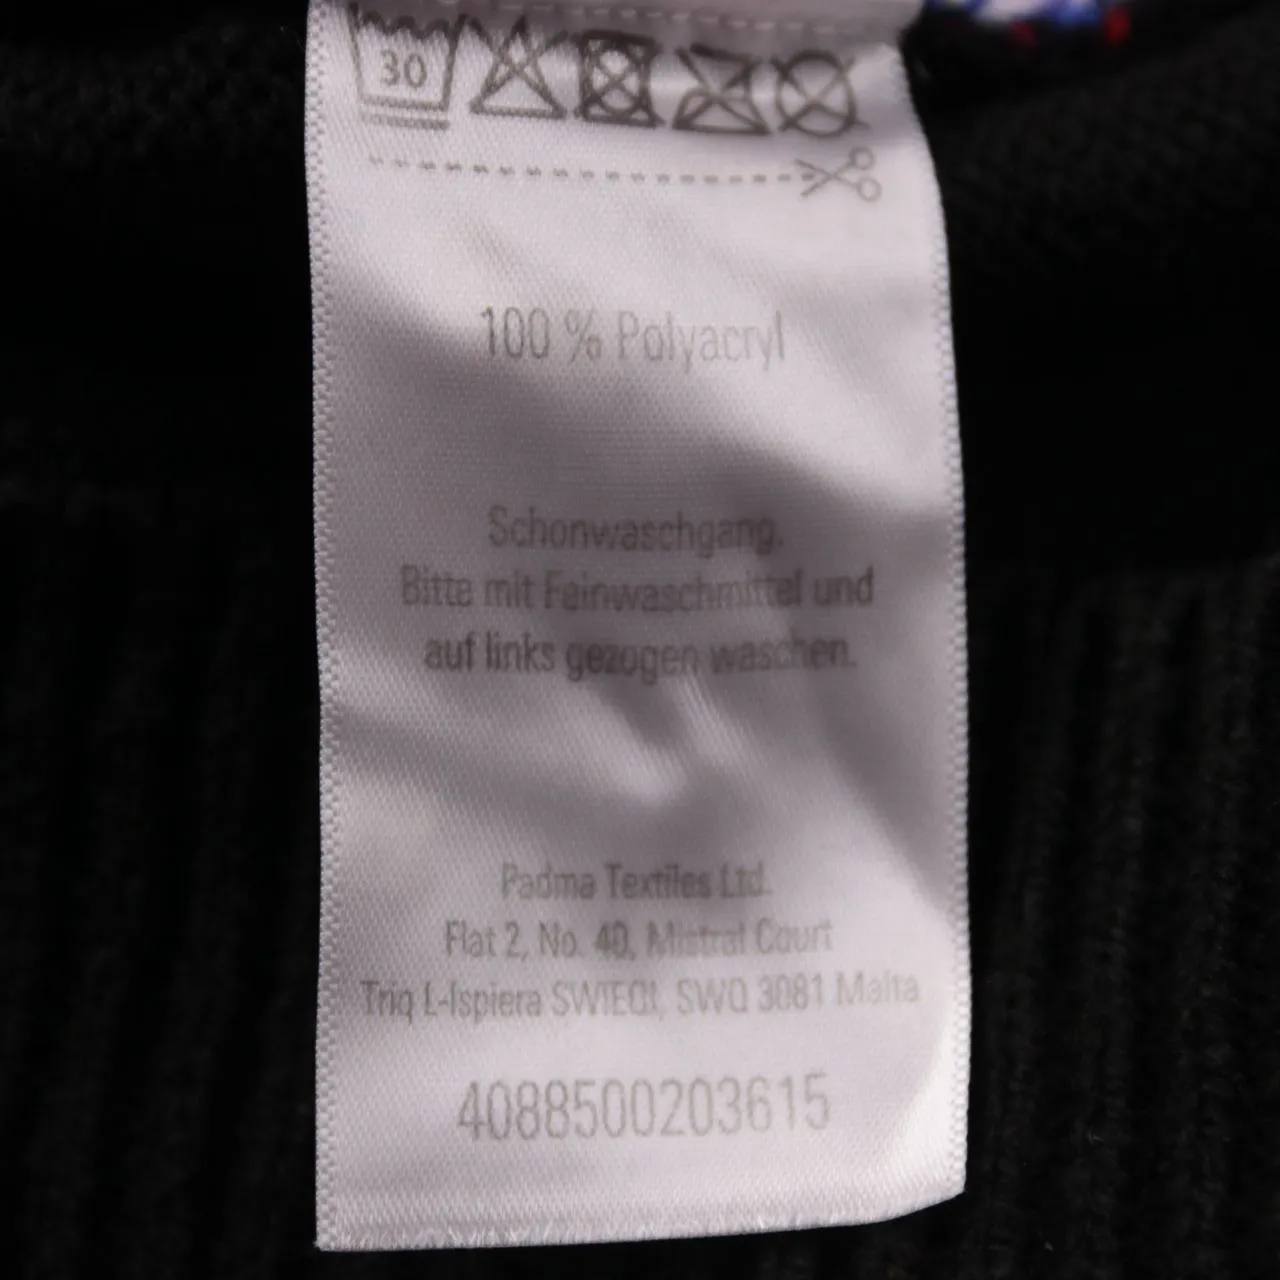 30
100 % Polyacryl
Schonwaschgang.
Bitte mit Feinwaschmittel und
auf links gezogen waschen.
Padma Textiles Ltd.
Flat 2, No. 40, Mistral Court
Triq L-Ispiera SWIEQI, SWQ 3081 Malta
4088500203615